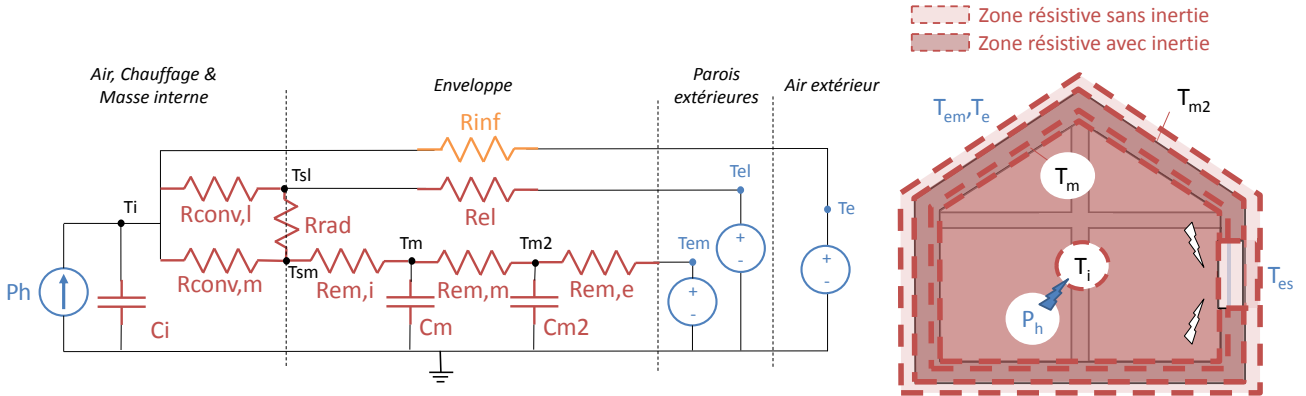 Zone résistive sans inertie
Zone résistive avec inertie
Air, Chauffage &
Masse interne
Enveloppe
Parois
extérieures
Air extérieur
Rinf
Tsl
Tel
Ti
Rconv,l
Rrad
Rel
Te
Tm
Tm2
Tem
Rconv,m
Tsm
Rem,i
Rem,m
Rem,e
Ph
Ci
Cm
Cm2
+
-
+
-
+
-
Tem,Te
Tm2
Tm
Ti
Tes
Ph